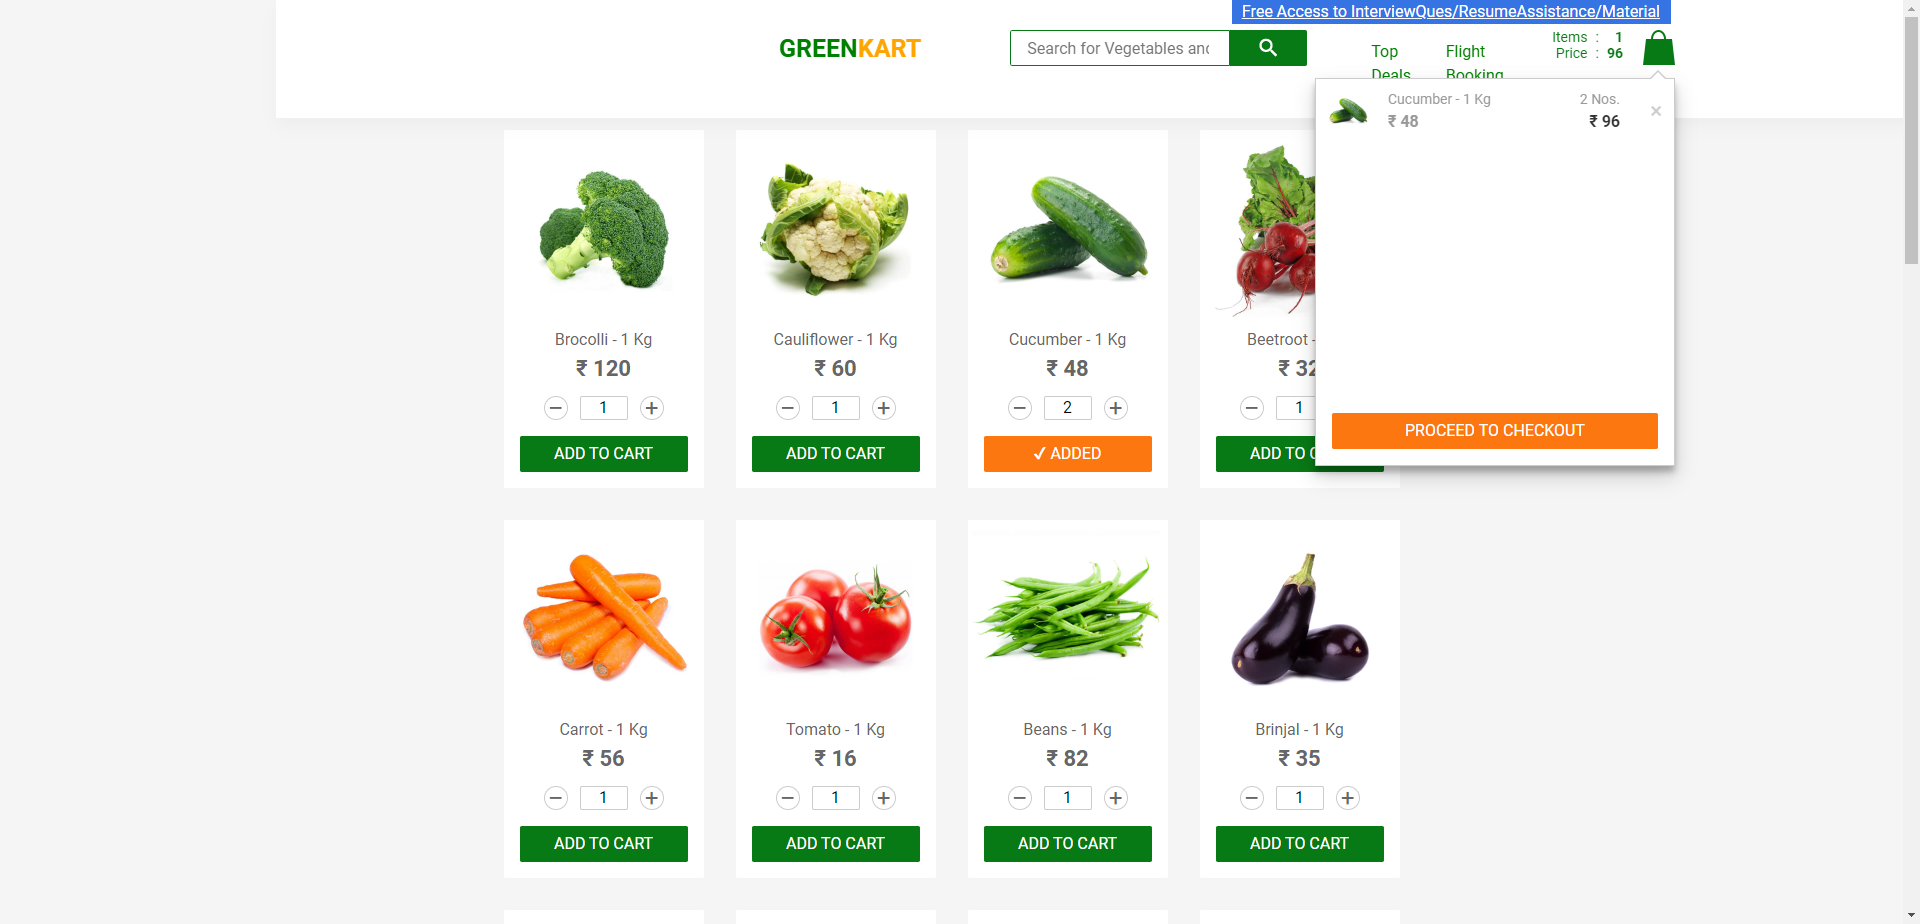 Free Access to InterviewQues/ResumeAssistance/Material
GREENKART
Search for Vegetables and
Top Deals
Flight Booking
Items : 1
Price : 96
Cucumber - 1 Kg
₹ 48
2 Nos.
₹ 96
×
PROCEED TO CHECKOUT
Brocolli - 1 Kg
₹ 120
− 1 +
ADD TO CART
Cauliflower - 1 Kg
₹ 60
− 1 +
ADD TO CART
Cucumber - 1 Kg
₹ 48
− 2 +
✓ ADDED
Beetroot -
₹ 32
− 1
ADD TO C
Carrot - 1 Kg
₹ 56
− 1 +
ADD TO CART
Tomato - 1 Kg
₹ 16
− 1 +
ADD TO CART
Beans - 1 Kg
₹ 82
− 1 +
ADD TO CART
Brinjal - 1 Kg
₹ 35
− 1 +
ADD TO CART